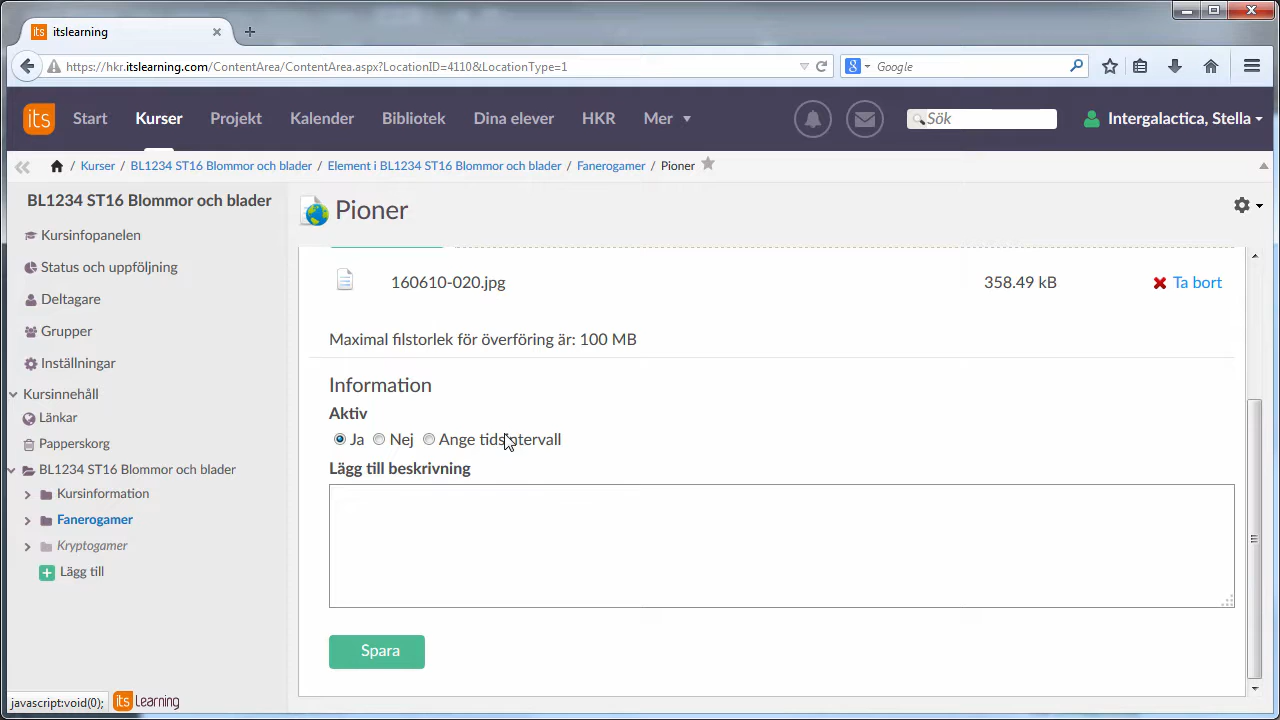 its itslearning
https://hkr.itslearning.com/ContentArea/ContentArea.aspx?LocationID=4110&LocationType=1
Google
its Start Kurser Projekt Kalender Bibliotek Dina elever HKR Mer Sök Intergalactica, Stella
/ Kurser / BL1234 ST16 Blommor och blader / Element i BL1234 ST16 Blommor och blader / Fanerogamer / Pioner
BL1234 ST16 Blommor och blader
Kursinfopanelen
Status och uppföljning
Deltagare
Grupper
Inställningar
Kursinnehåll
Länkar
Papperskorg
BL1234 ST16 Blommor och blader
Kursinformation
Fanerogamer
Kryptogamer
Lägg till
Pioner
160610-020.jpg 358.49 kB Ta bort
Maximal filstorlek för överföring är: 100 MB
Information
Aktiv
Ja Nej Ange tidsintervall
Lägg till beskrivning
Spara
javascript:void(0);
its learning